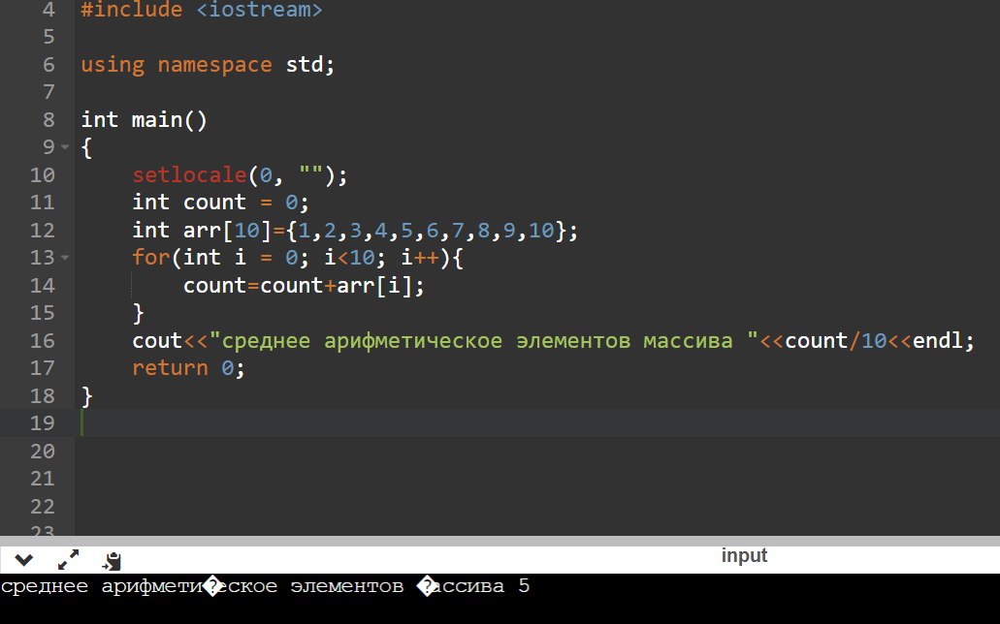 4 #include <iostream>
5
6 using namespace std;
7
8 int main()
9 {
10 setlocale(0, "");
11 int count = 0;
12 int arr[10]={1,2,3,4,5,6,7,8,9,10};
13 for(int i = 0; i<10; i++){
14 count=count+arr[i];
15 }
16 cout<<"среднее арифметическое элементов массива "<<count/10<<endl;
17 return 0;
18 }
19
20
21
22
23
input
среднее арифмети�еское элементов �ассива 5